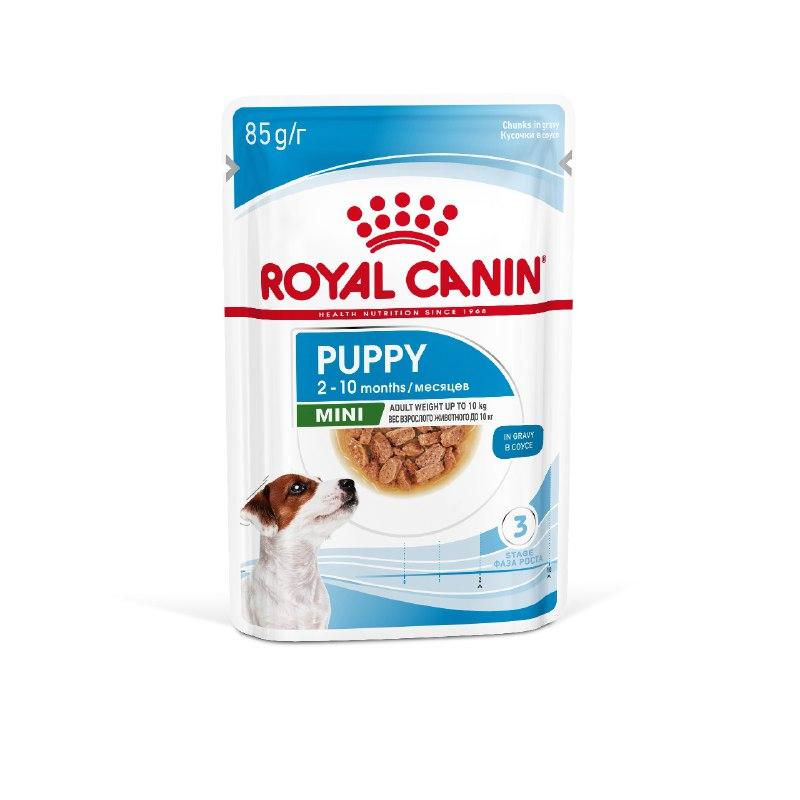 85 g/г
Chunks in gravy
Кусочки в соусе
ROYAL CANIN®
HEALTH NUTRITION SINCE 1968
PUPPY
2 - 10 months/месяцев
MINI
ADULT WEIGHT UP TO 10 kg
ВЕС ВЗРОСЛОГО ЖИВОТНОГО ДО 10 кг
IN GRAVY
В СОУСЕ
3
STAGE
ФАЗА РОСТА